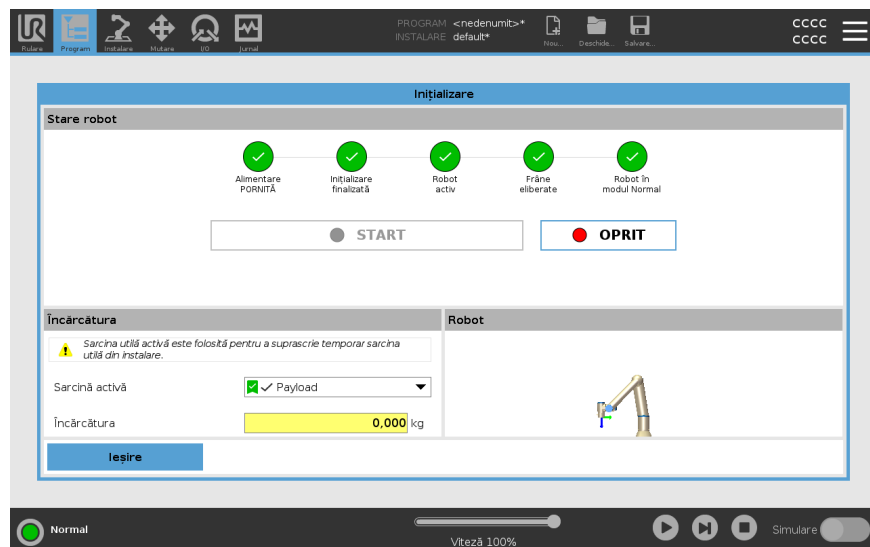 PROGRAM <nedenumit>*
INSTALARE default*
cccc
cccc
Rulare Program Instalare Mutare I/O Jurnal Nou... Deschide... Salvare...
Inițializare
Stare robot
Alimentare PORNITĂ
Inițializare finalizată
Robot activ
Frâne eliberate
Robot în modul Normal
START
OPRIT
Încărcătura
Robot
Sarcina utilă activă este folosită pentru a suprascrie temporar sarcina
utilă din instalare.
Sarcină activă Payload
Încărcătura 0,000 kg
Ieșire
Normal
Viteză 100%
Simulare